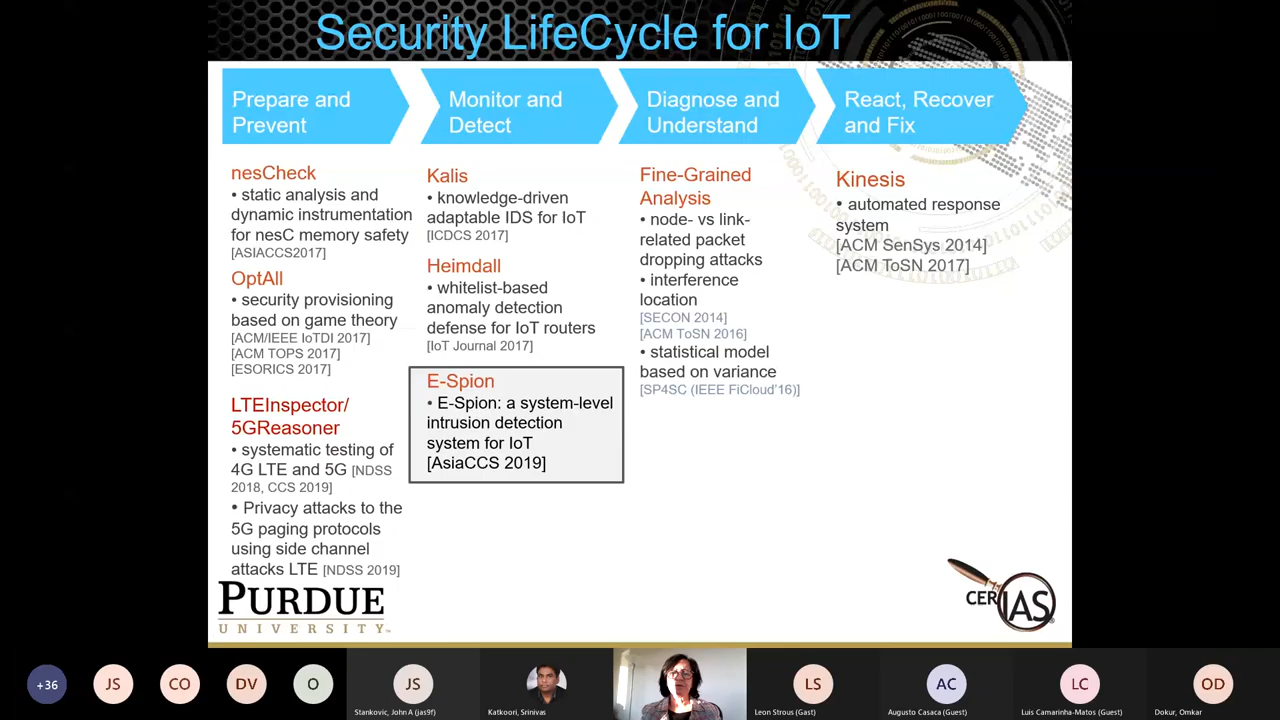 Security LifeCycle for IoT
Prepare and
Prevent
Monitor and
Detect
Diagnose and
Understand
React, Recover
and Fix
nesCheck
• static analysis and
dynamic instrumentation
for nesC memory safety
[ASIACCS2017]
OptAll
• security provisioning
based on game theory
[ACM/IEEE IoTDI 2017]
[ACM TOPS 2017]
[ESORICS 2017]
LTEInspector/
5GReasoner
• systematic testing of
4G LTE and 5G [NDSS
2018, CCS 2019]
• Privacy attacks to the
5G paging protocols
using side channel
attacks LTE [NDSS 2019]
Kalis
• knowledge-driven
adaptable IDS for IoT
[ICDCS 2017]
Heimdall
• whitelist-based
anomaly detection
defense for IoT routers
[IoT Journal 2017]
E-Spion
• E-Spion: a system-level
intrusion detection
system for IoT
[AsiaCCS 2019]
Fine-Grained
Analysis
• node- vs link-
related packet
dropping attacks
• interference
location
[SECON 2014]
[ACM ToSN 2016]
• statistical model
based on variance
[SP4SC (IEEE FiCloud'16)]
Kinesis
• automated response
system
[ACM SenSys 2014]
[ACM ToSN 2017]
PURDUE
UNIVERSITY
CERIAS
+36
JS
CO
DV
O
JS
LS
AC
LC
OD
Stankovic, John A (jas9f)
Katkoori, Srinivas
Leon Strous (Gast)
Augusto Casaca (Guest)
Luis Camarinha-Matos (Guest)
Dokur, Omkar